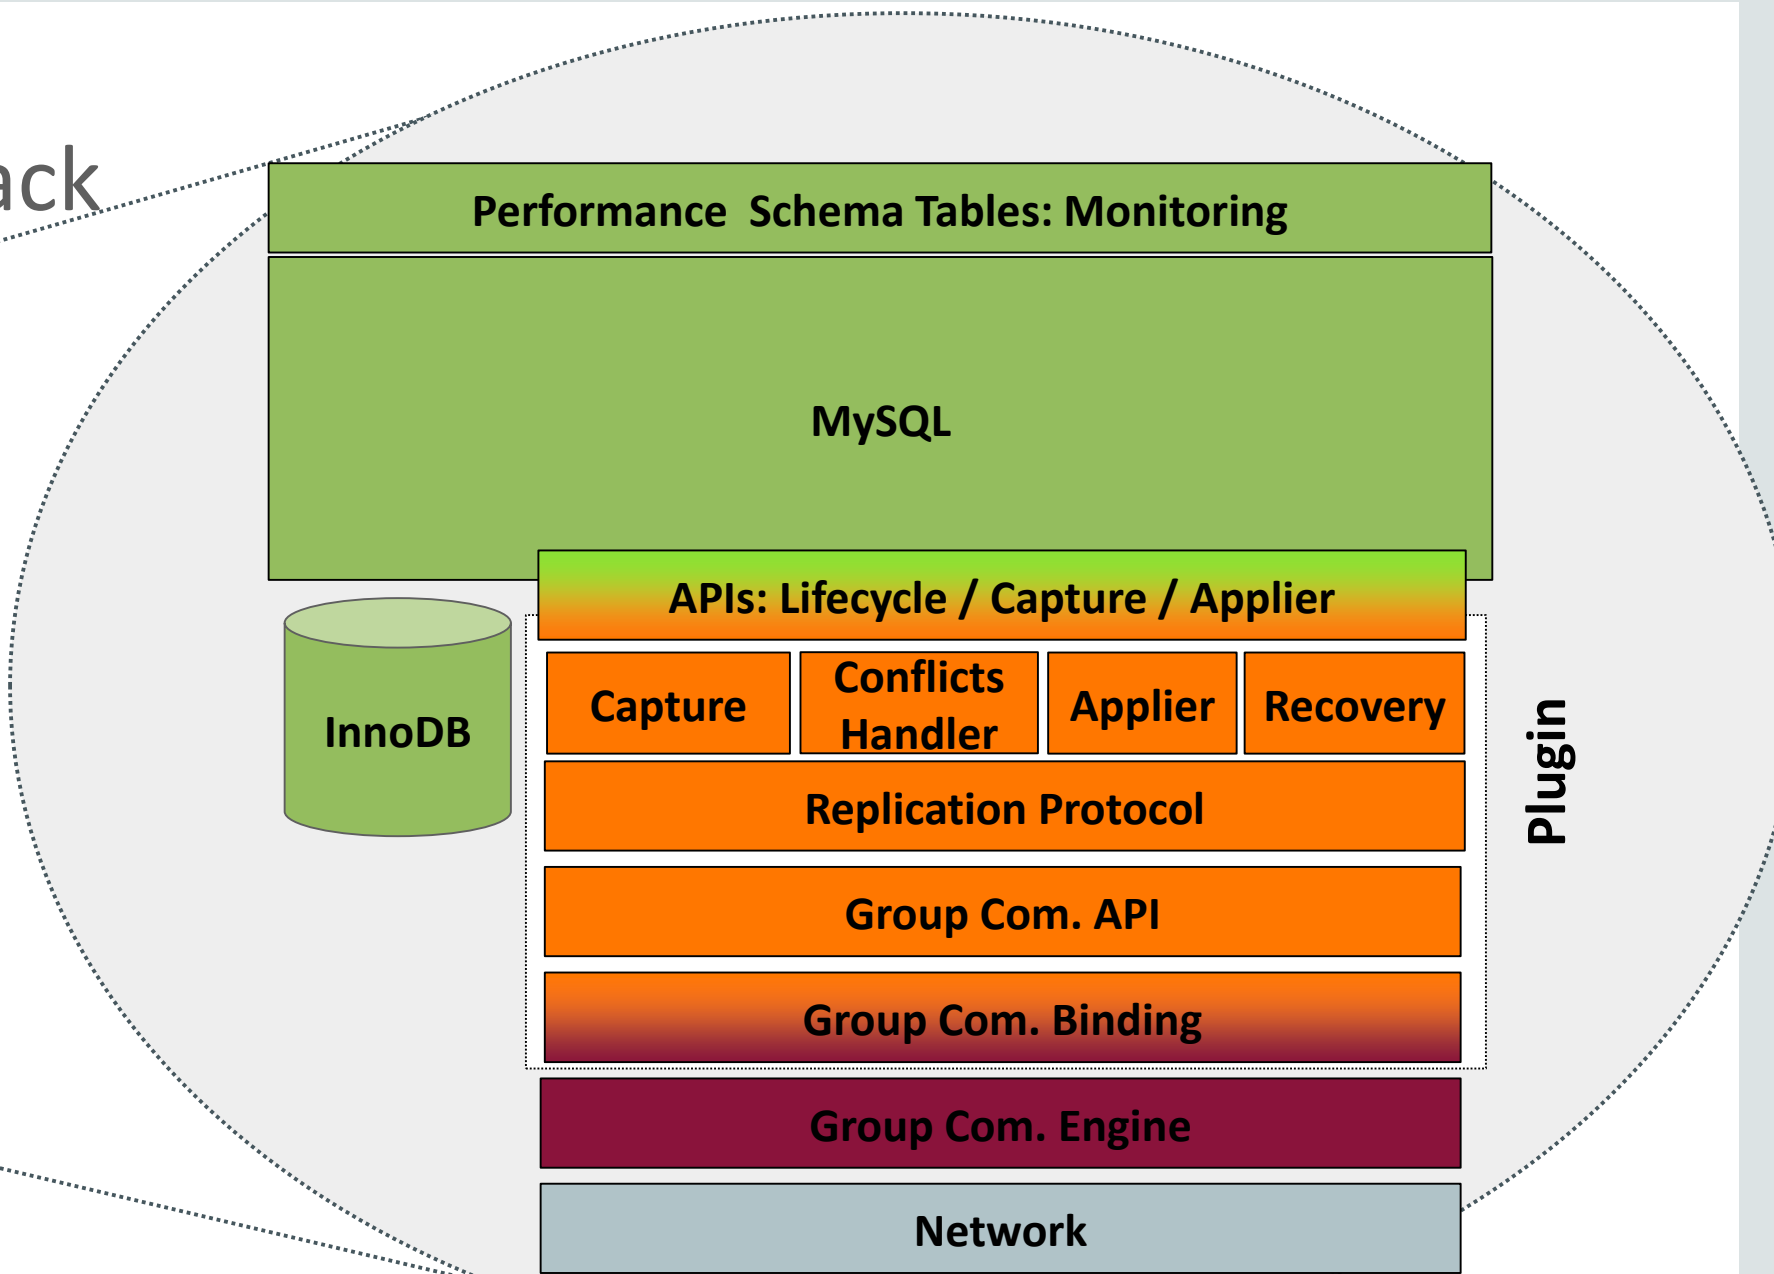 ack
Performance  Schema Tables: Monitoring
MySQL
APIs: Lifecycle / Capture / Applier
InnoDB
Capture
Conflicts
Handler
Applier
Recovery
Plugin
Replication Protocol
Group Com. API
Group Com. Binding
Group Com. Engine
Network